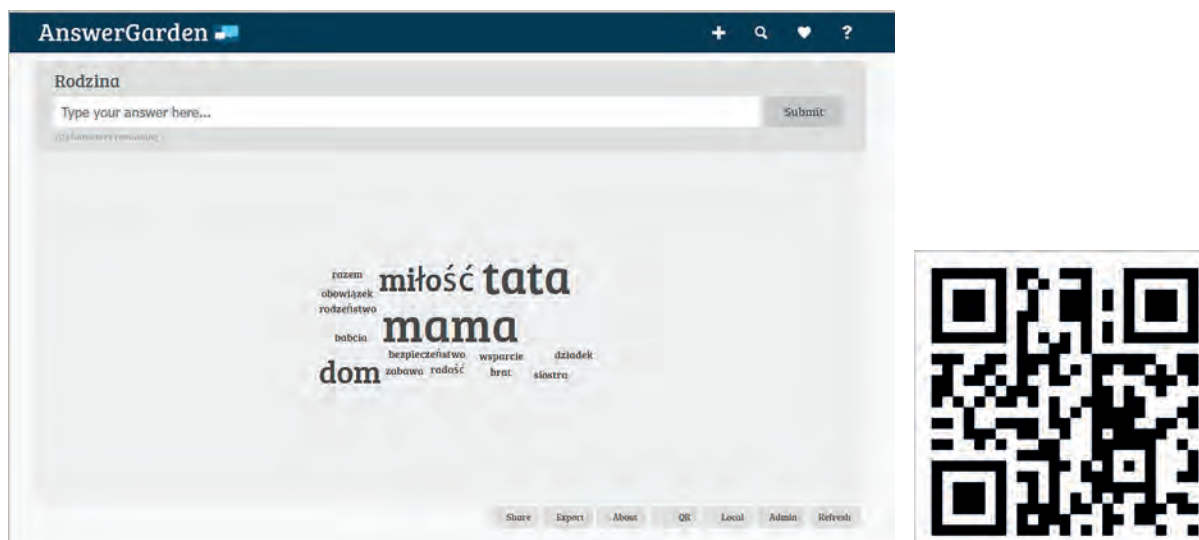 AnswerGarden
?
Rodzina
Type your answer here...
Submit
razem miłość tata
obowiązek
rodzeństwo
babcia mama
bezpieczeństwo wsparcie dziadek
dom zabawa radość brat siostra
Share Export About QR Local Admin Refresh